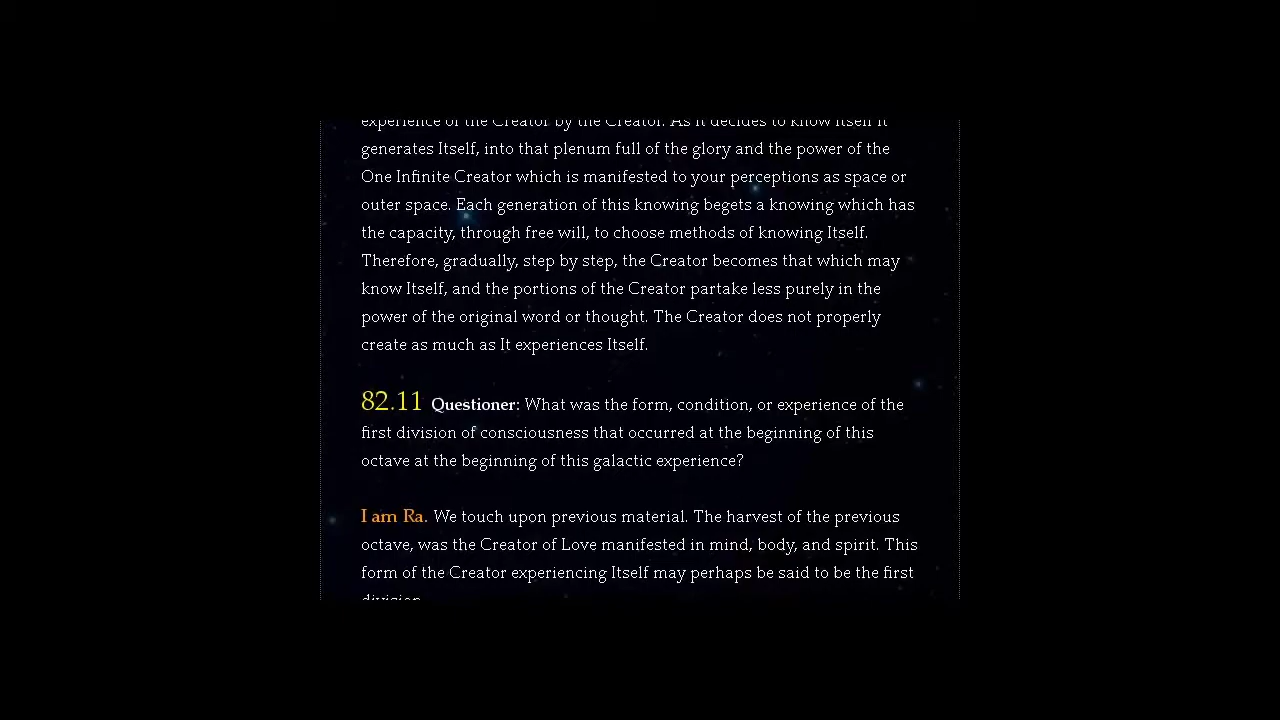 experience of the Creator by the Creator. As It decides to know Itself It
generates Itself, into that plenum full of the glory and the power of the
One Infinite Creator which is manifested to your perceptions as space or
outer space. Each generation of this knowing begets a knowing which has
the capacity, through free will, to choose methods of knowing Itself.
Therefore, gradually, step by step, the Creator becomes that which may
know Itself, and the portions of the Creator partake less purely in the
power of the original word or thought. The Creator does not properly
create as much as It experiences Itself.
82.11 Questioner: What was the form, condition, or experience of the
first division of consciousness that occurred at the beginning of this
octave at the beginning of this galactic experience?
I am Ra. We touch upon previous material. The harvest of the previous
octave, was the Creator of Love manifested in mind, body, and spirit. This
form of the Creator experiencing Itself may perhaps be said to be the first
division.